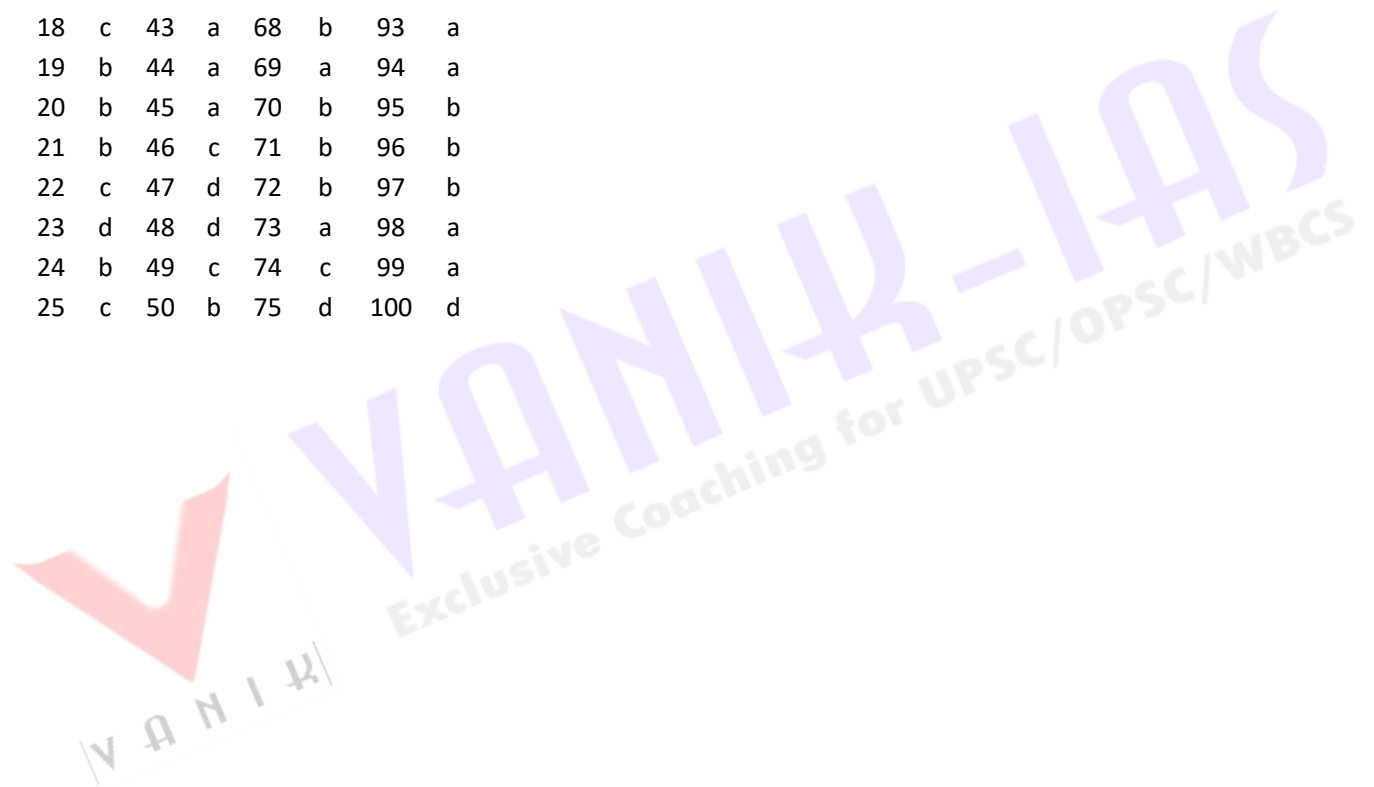 18 c 43 a 68 b 93 a
19 b 44 a 69 a 94 a
20 b 45 a 70 b 95 b
21 b 46 c 71 b 96 b
22 c 47 d 72 b 97 b
23 d 48 d 73 a 98 a
24 b 49 c 74 c 99 a
25 c 50 b 75 d 100 d
VANIK-IAS
Exclusive Coaching for UPSC/OPSC/WBCS
VANIK